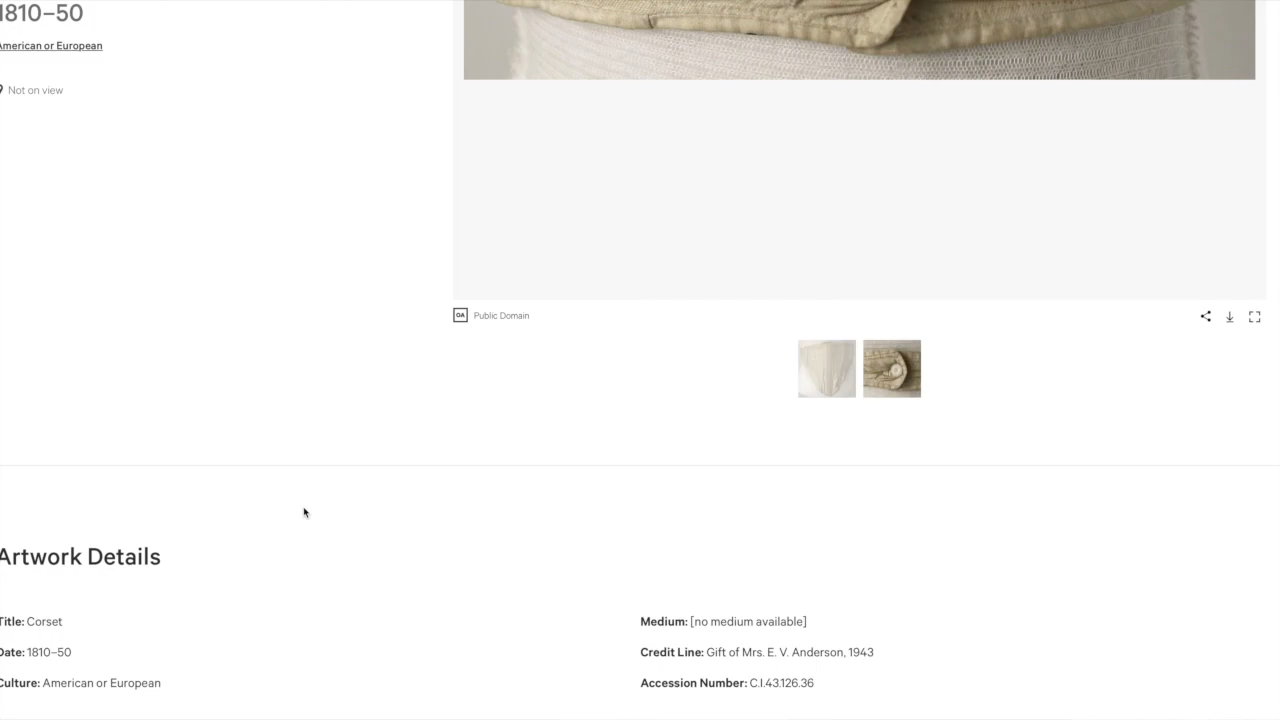 1810–50
American or European
Not on view
OA Public Domain
Artwork Details
Title: Corset
Date: 1810–50
Culture: American or European
Medium: [no medium available]
Credit Line: Gift of Mrs. E. V. Anderson, 1943
Accession Number: C.I.43.126.36